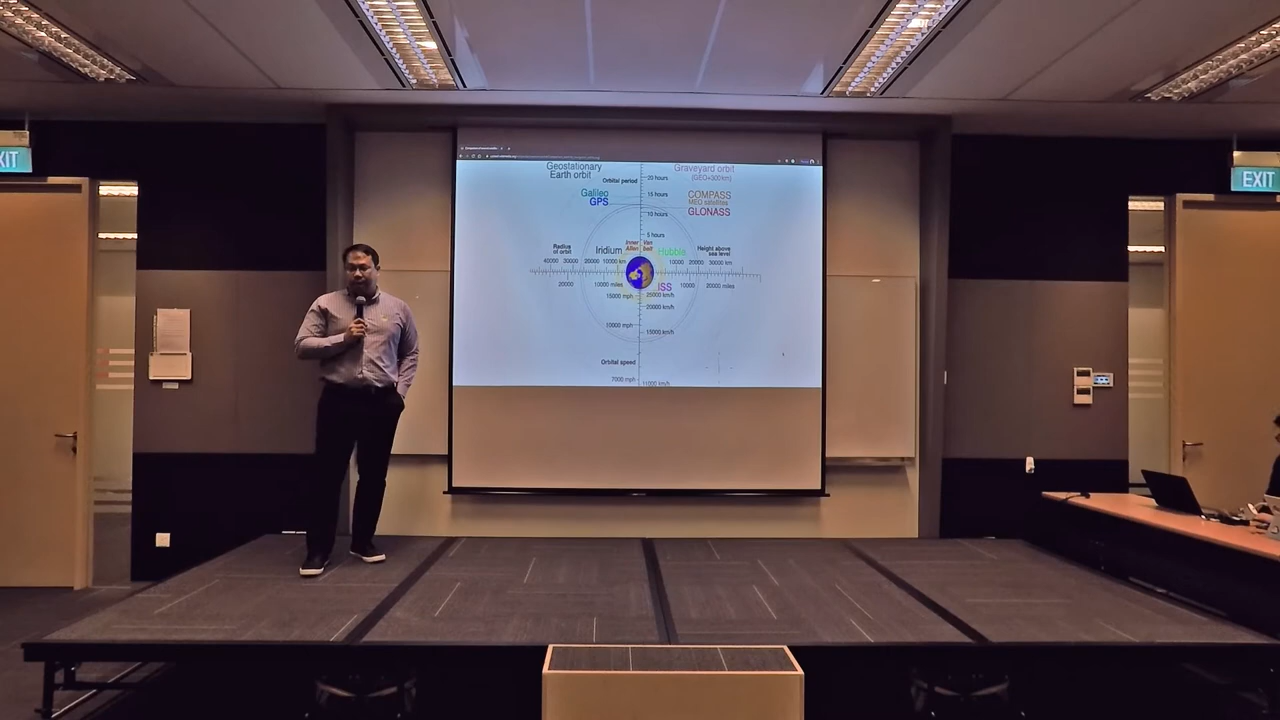 EXIT
EXIT
Geostationary
Earth orbit
Graveyard orbit
(GEO+300km)
Orbital period
20 hours
Galileo
GPS
15 hours
COMPASS
MEO satellites
GLONASS
10 hours
5 hours
Radius
of orbit
Iridium
Inner
Allen
Van
belt
Hubble
Height above
sea level
40000 30000 20000 10000 km
10000 20000 30000 km
20000 10000 miles
ISS
10000 20000 miles
15000 mph
25000 km/h
20000 km/h
10000 mph
15000 km/h
Orbital speed
7000 mph
11000 km/h